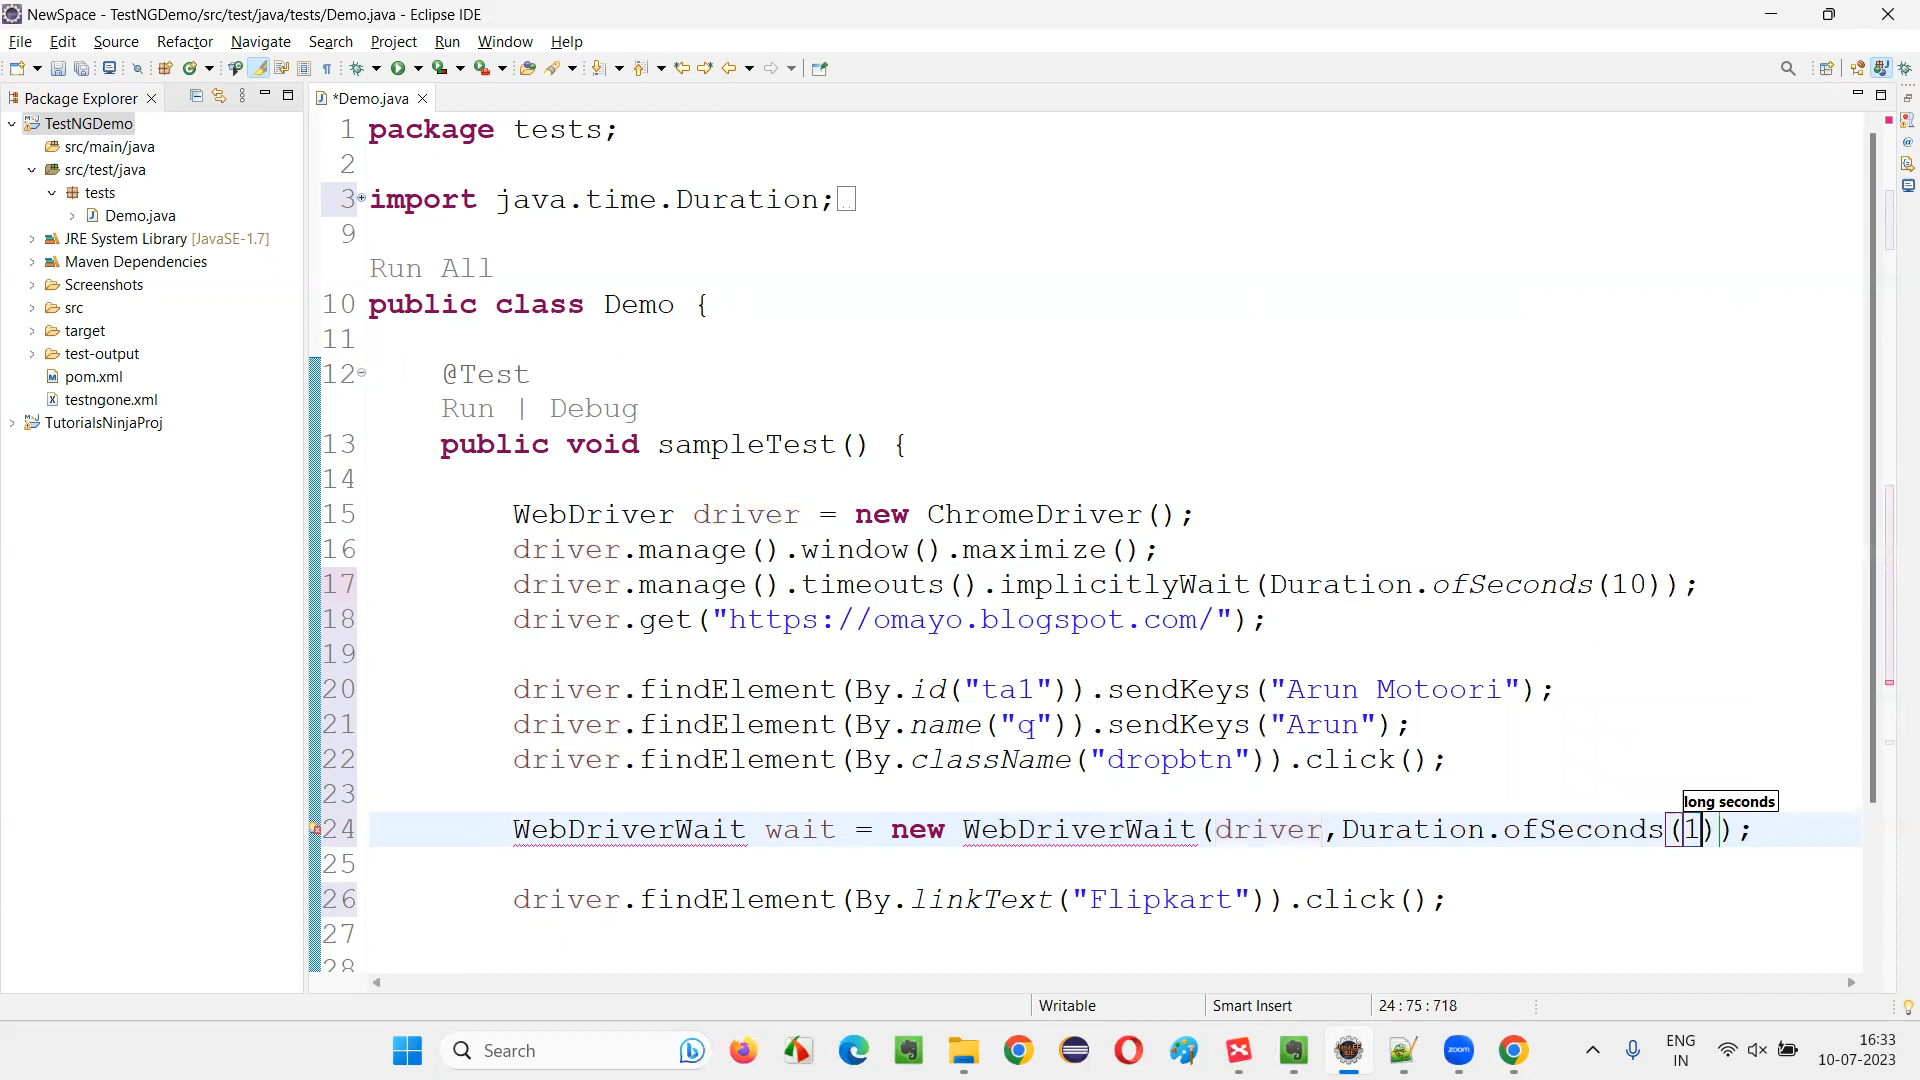 NewSpace - TestNGDemo/src/test/java/tests/Demo.java - Eclipse IDE
File Edit Source Refactor Navigate Search Project Run Window Help
Package Explorer
*Demo.java
TestNGDemo
src/main/java
src/test/java
tests
Demo.java
JRE System Library [JavaSE-1.7]
Maven Dependencies
Screenshots
src
target
test-output
pom.xml
testngone.xml
TutorialsNinjaProj
1 package tests;
2
3 import java.time.Duration;
9
Run All
10 public class Demo {
11
12 @Test
Run | Debug
13 public void sampleTest() {
14
15 WebDriver driver = new ChromeDriver();
16 driver.manage().window().maximize();
17 driver.manage().timeouts().implicitlyWait(Duration.ofSeconds(10));
18 driver.get("https://omayo.blogspot.com/");
19
20 driver.findElement(By.id("ta1")).sendKeys("Arun Motoori");
21 driver.findElement(By.name("q")).sendKeys("Arun");
22 driver.findElement(By.className("dropbtn")).click();
23
long seconds
24 WebDriverWait wait = new WebDriverWait(driver,Duration.ofSeconds(1));
25
26 driver.findElement(By.linkText("Flipkart")).click();
27
28
Writable
Smart Insert
24 : 75 : 718
Search
zoom
ENG
IN
16:33
10-07-2023